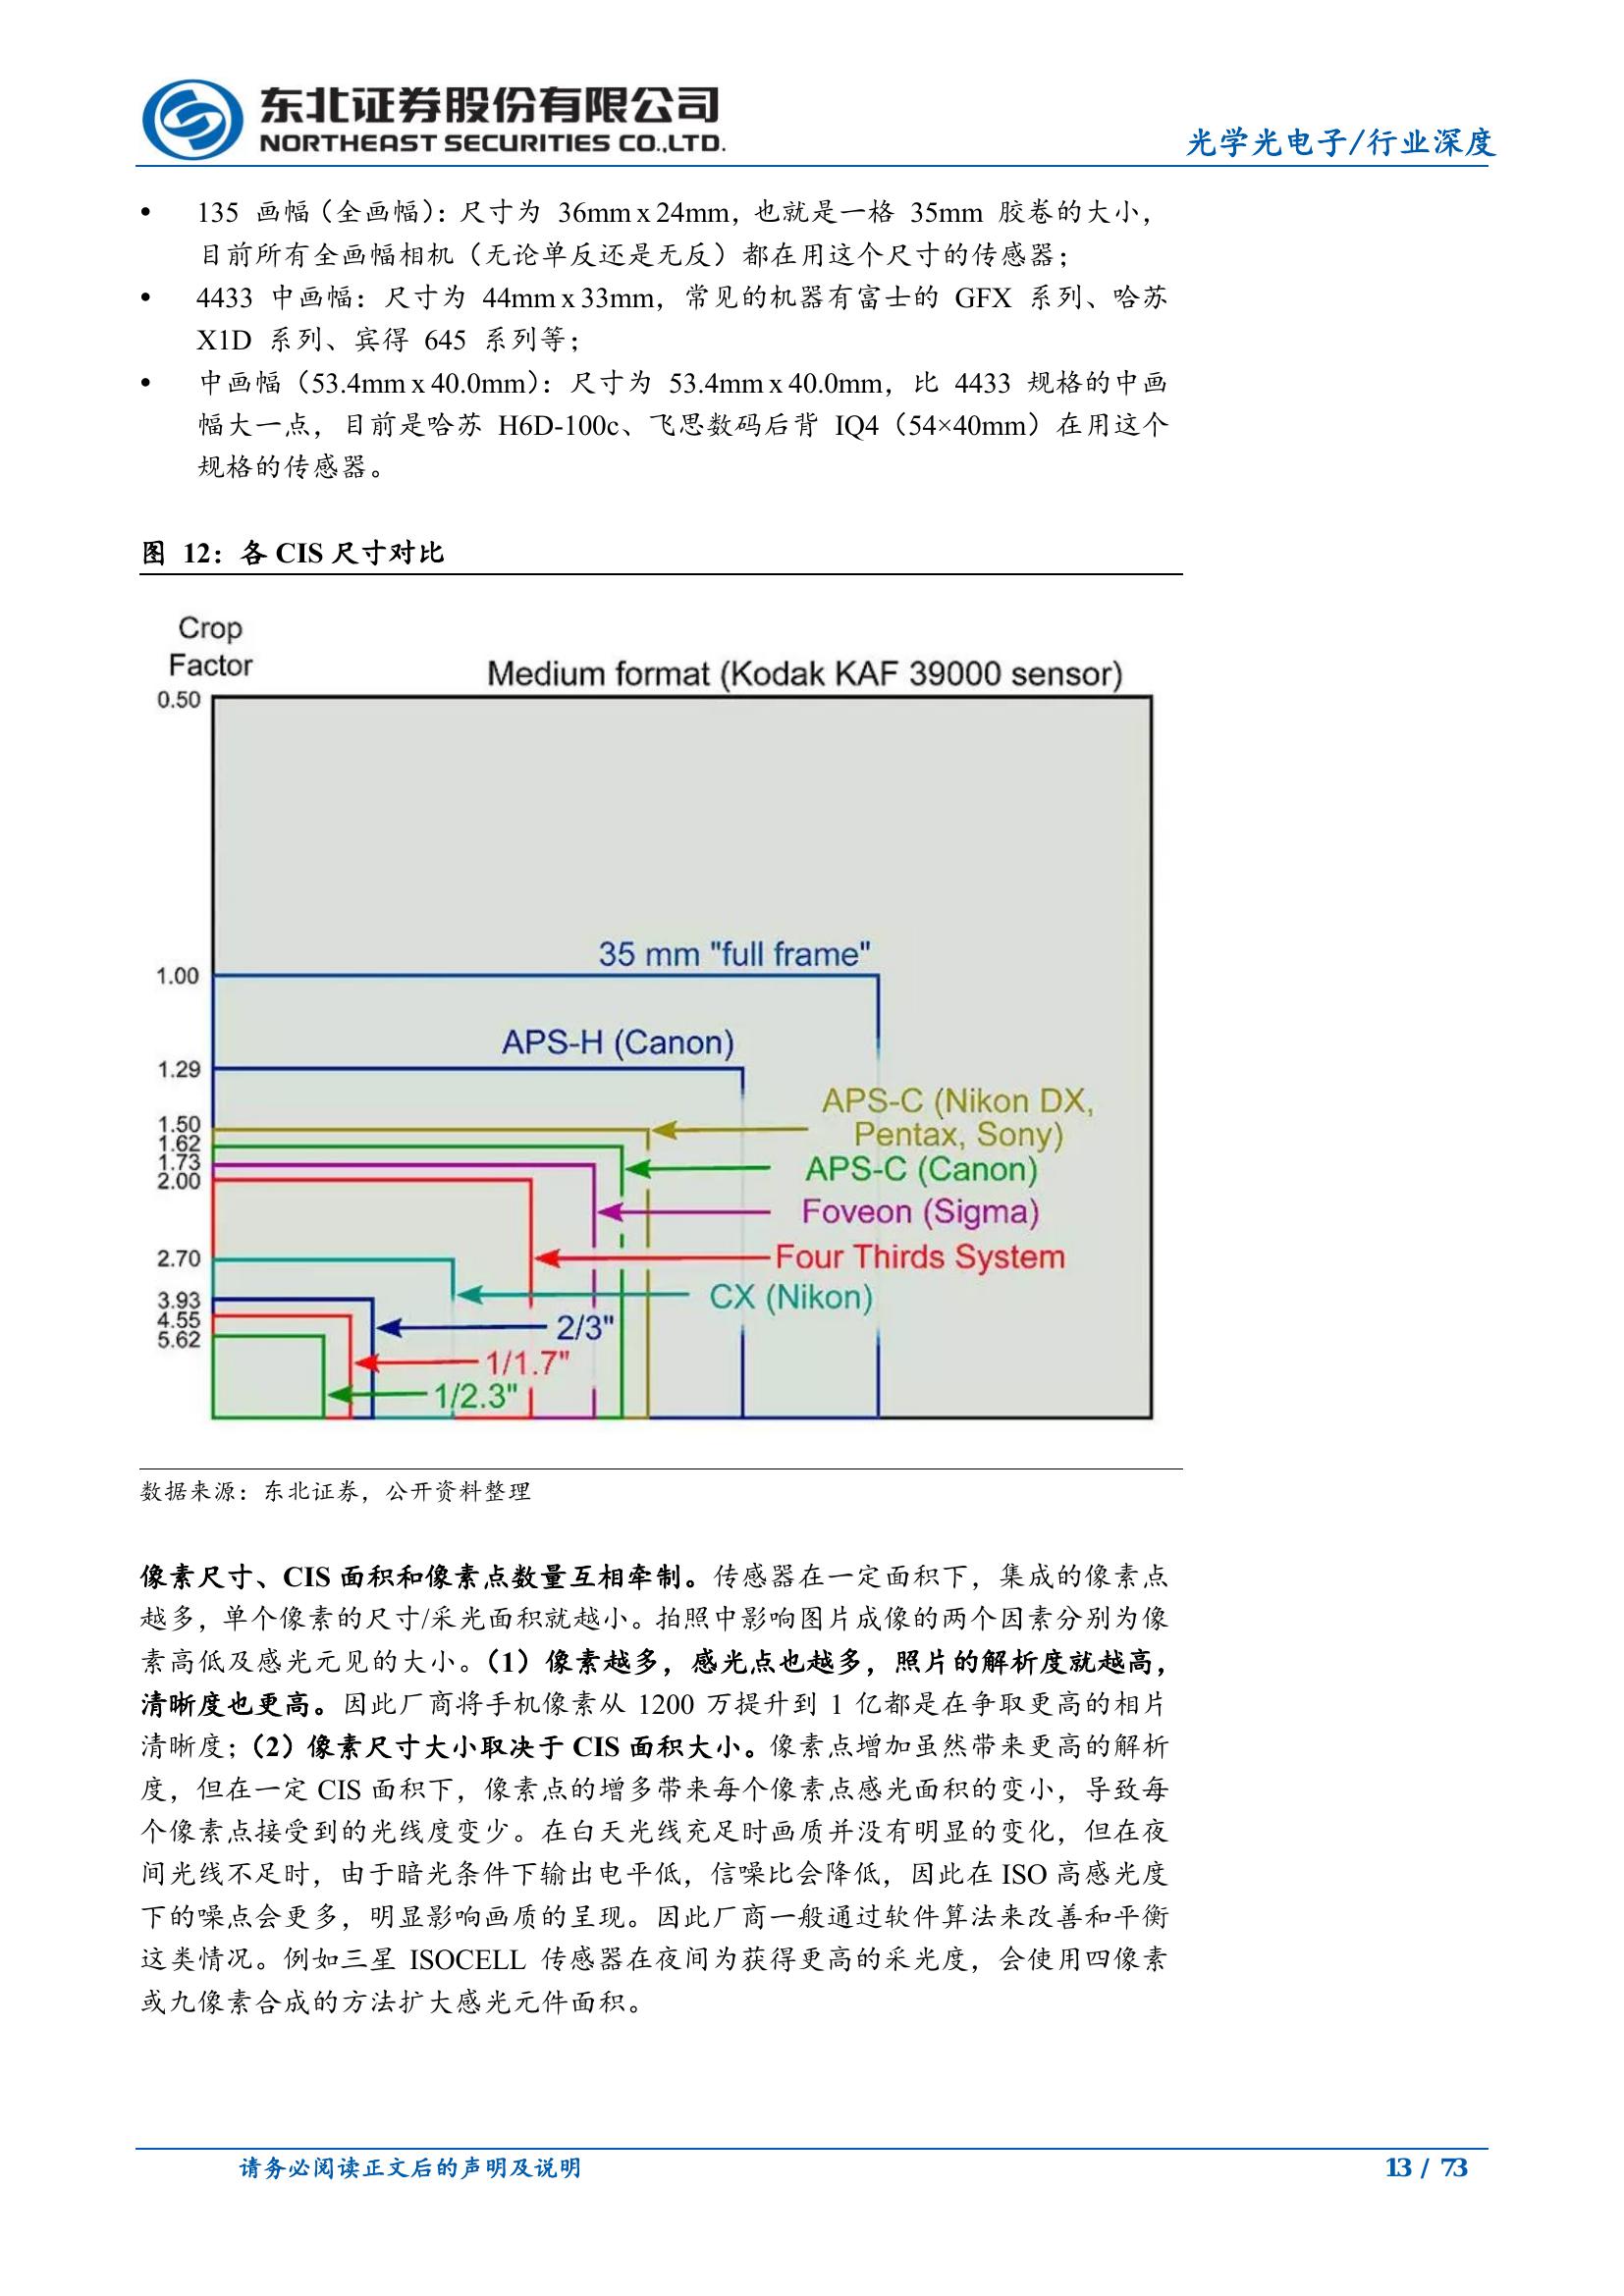 东北证券股份有限公司
NORTHEAST SECURITIES CO.,LTD.
光学光电子/行业深度
• 135 画幅（全画幅）：尺寸为 36mm x 24mm，也就是一格 35mm 胶卷的大小，
目前所有全画幅相机（无论单反还是无反）都在用这个尺寸的传感器；
• 4433 中画幅：尺寸为 44mm x 33mm，常见的机器有富士的 GFX 系列、哈苏
X1D 系列、宾得 645 系列等；
• 中画幅（53.4mm x 40.0mm）：尺寸为 53.4mm x 40.0mm，比 4433 规格的中画
幅大一点，目前是哈苏 H6D-100c、飞思数码后背 IQ4（54×40mm）在用这个
规格的传感器。
图 12：各 CIS 尺寸对比
Crop
Factor
Medium format (Kodak KAF 39000 sensor)
0.50
35 mm "full frame"
1.00
APS-H (Canon)
1.29
APS-C (Nikon DX,
Pentax, Sony)
1.50
1.62
APS-C (Canon)
1.73
2.00
Foveon (Sigma)
Four Thirds System
2.70
CX (Nikon)
3.93
2/3"
4.55
5.62
1/1.7"
1/2.3"
数据来源：东北证券，公开资料整理
像素尺寸、CIS 面积和像素点数量互相牵制。传感器在一定面积下，集成的像素点
越多，单个像素的尺寸/采光面积就越小。拍照中影响图片成像的两个因素分别为像
素高低及感光元见的大小。（1）像素越多，感光点也越多，照片的解析度就越高，
清晰度也更高。因此厂商将手机像素从 1200 万提升到 1 亿都是在争取更高的相片
清晰度；（2）像素尺寸大小取决于 CIS 面积大小。像素点增加虽然带来更高的解析
度，但在一定 CIS 面积下，像素点的增多带来每个像素点感光面积的变小，导致每
个像素点接受到的光线度变少。在白天光线充足时画质并没有明显的变化，但在夜
间光线不足时，由于暗光条件下输出电平低，信噪比会降低，因此在 ISO 高感光度
下的噪点会更多，明显影响画质的呈现。因此厂商一般通过软件算法来改善和平衡
这类情况。例如三星 ISOCELL 传感器在夜间为获得更高的采光度，会使用四像素
或九像素合成的方法扩大感光元件面积。
请务必阅读正文后的声明及说明
13 / 73